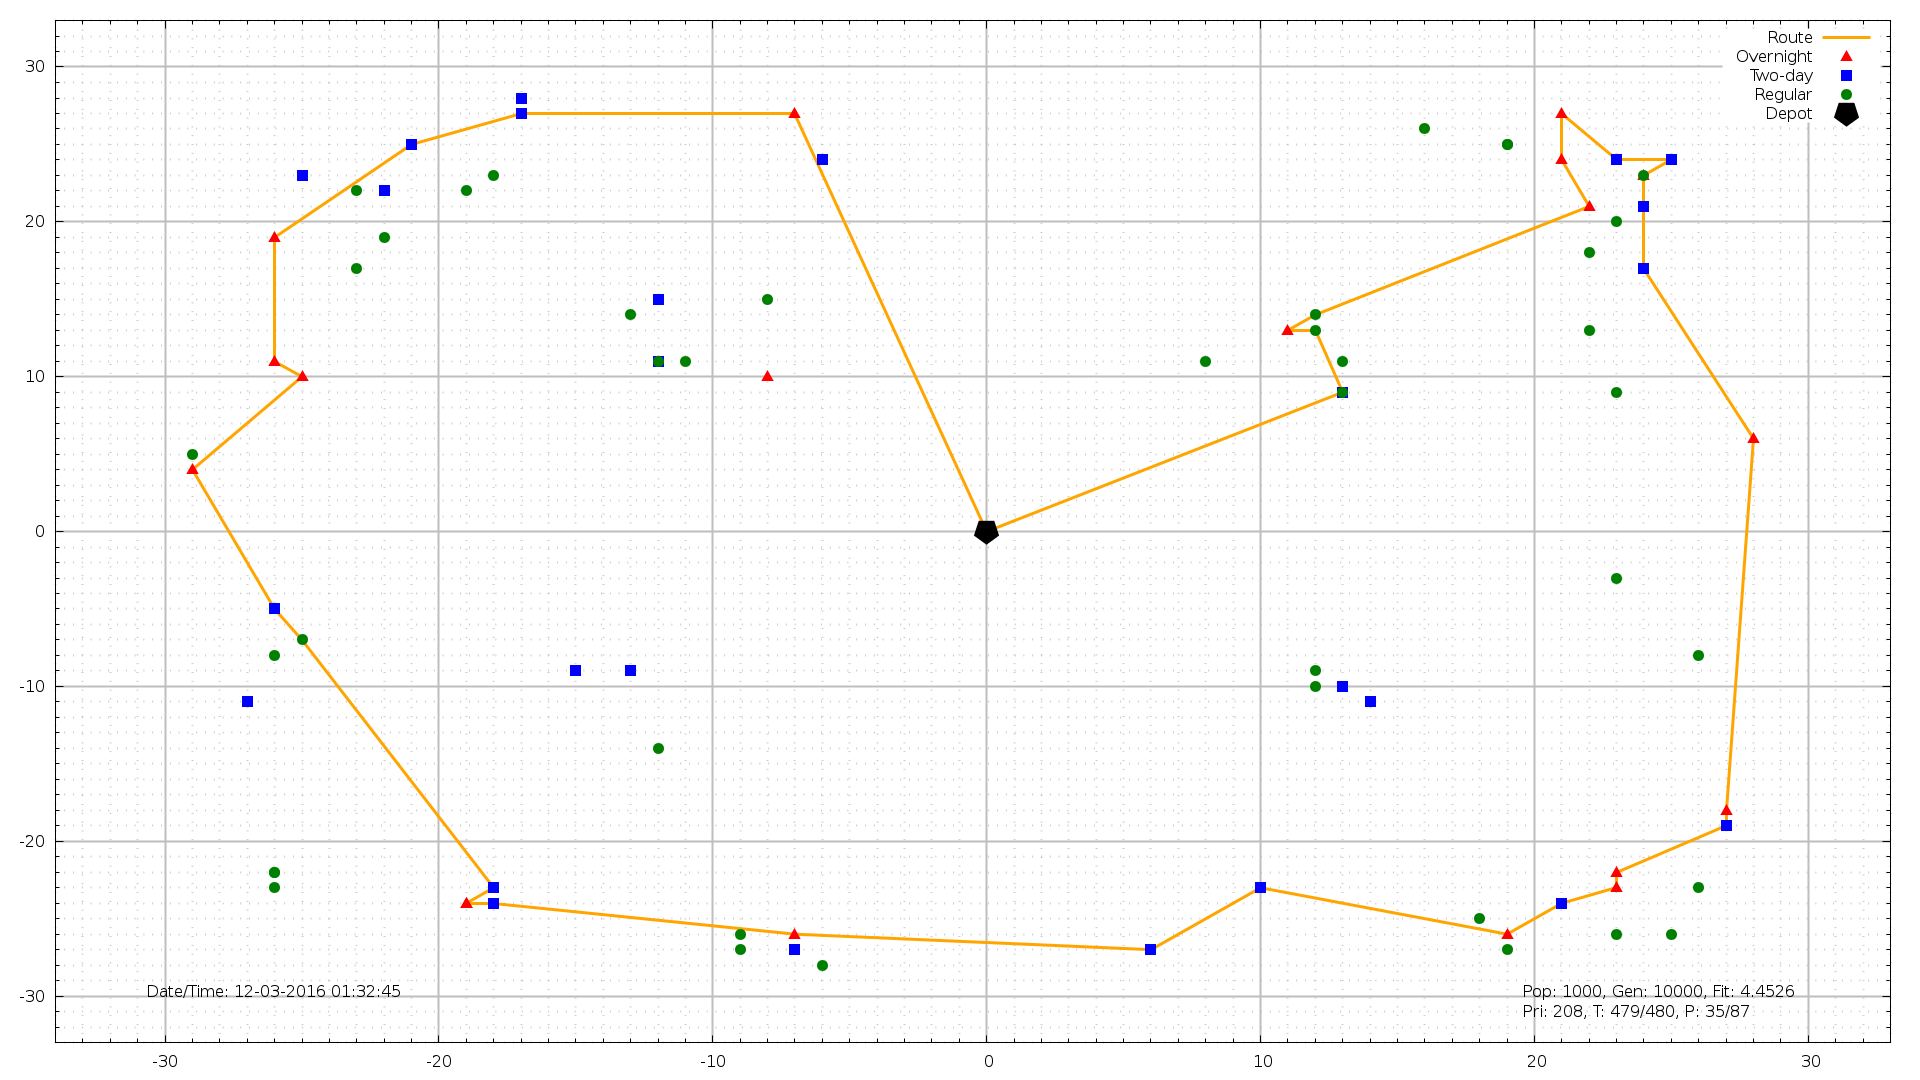 Route
Overnight
Two-day
Regular
Depot
30
20
10
0
-10
-20
-30
Date/Time: 12-03-2016 01:32:45
Pop: 1000, Gen: 10000, Fit: 4.4526
Pri: 208, T: 479/480, P: 35/87
-30 -20 -10 0 10 20 30